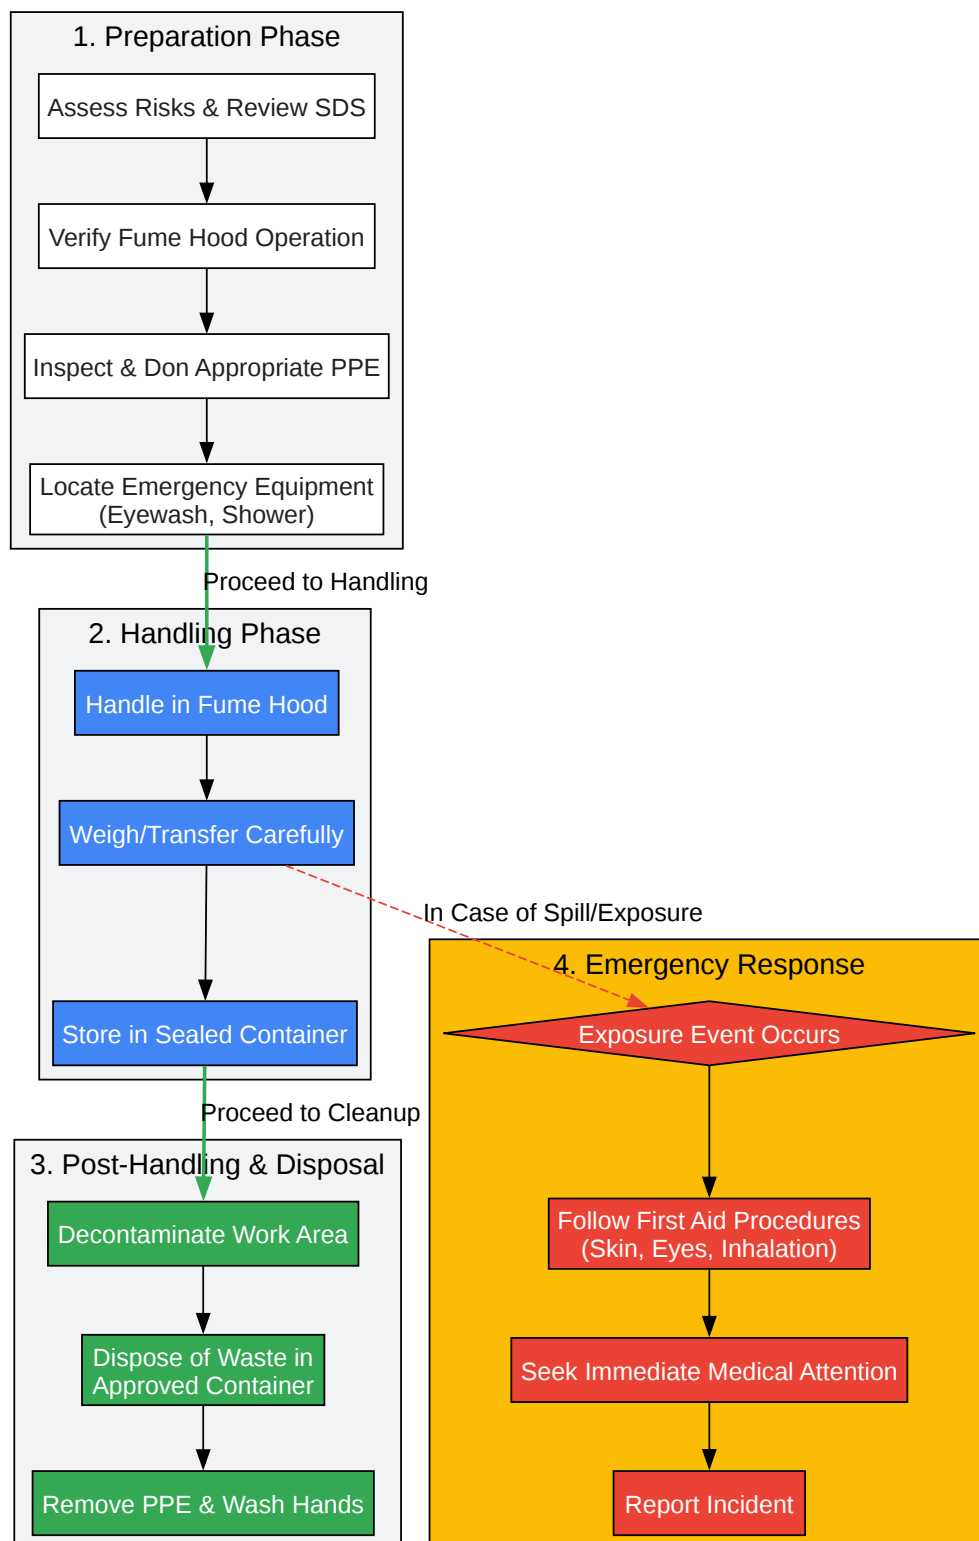 1. Preparation Phase
Assess Risks & Review SDS
Verify Fume Hood Operation
Inspect & Don Appropriate PPE
Locate Emergency Equipment
(Eyewash, Shower)
Proceed to Handling
2. Handling Phase
Handle in Fume Hood
Weigh/Transfer Carefully
In Case of Spill/Exposure
Store in Sealed Container
Proceed to Cleanup
3. Post-Handling & Disposal
Decontaminate Work Area
Dispose of Waste in
Approved Container
Remove PPE & Wash Hands
4. Emergency Response
Exposure Event Occurs
Follow First Aid Procedures
(Skin, Eyes, Inhalation)
Seek Immediate Medical Attention
Report Incident